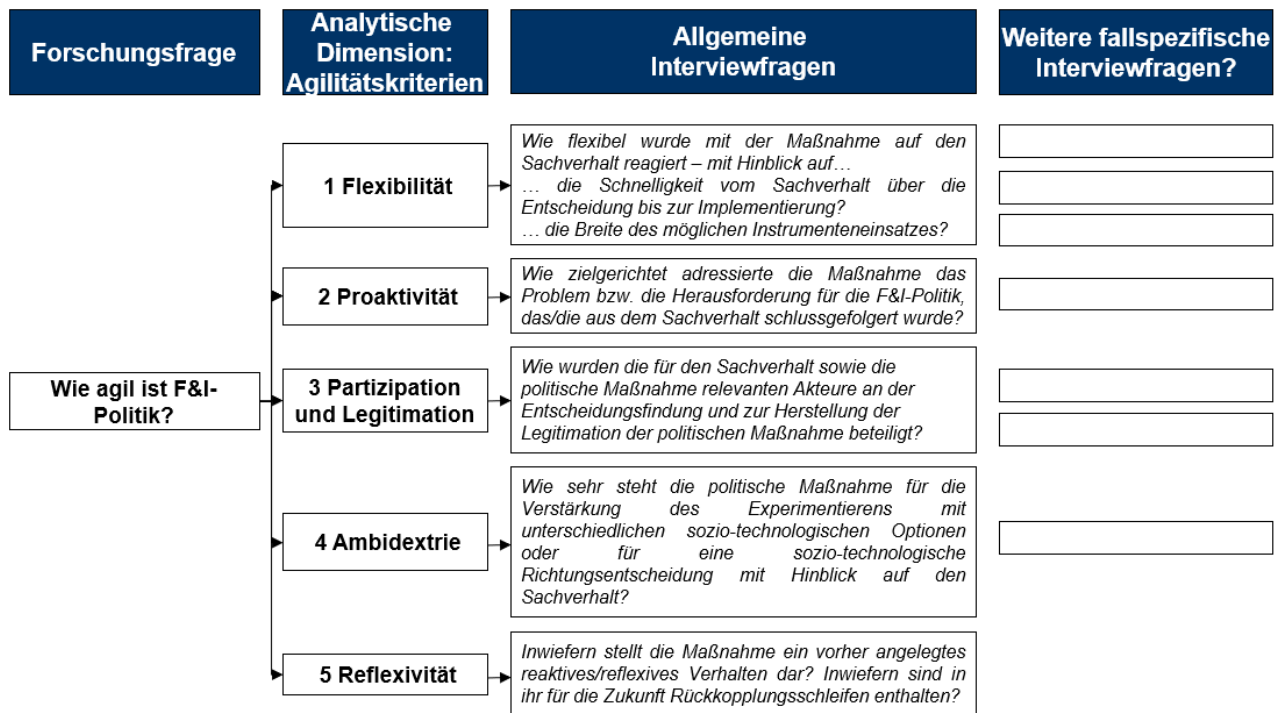 Forschungsfrage
Analytische
Dimension:
Agilitätskriterien
Allgemeine
Interviewfragen
Weitere fallspezifische
Interviewfragen?
Wie agil ist F&I-
Politik?
1 Flexibilität
Wie flexibel wurde mit der Maßnahme auf den
Sachverhalt reagiert – mit Hinblick auf…
… die Schnelligkeit vom Sachverhalt über die
Entscheidung bis zur Implementierung?
… die Breite des möglichen Instrumenteneinsatzes?
2 Proaktivität
Wie zielgerichtet adressierte die Maßnahme das
Problem bzw. die Herausforderung für die F&I-Politik,
das/die aus dem Sachverhalt schlussgefolgert wurde?
3 Partizipation
und Legitimation
Wie wurden die für den Sachverhalt sowie die
politische Maßnahme relevanten Akteure an der
Entscheidungsfindung und zur Herstellung der
Legitimation der politischen Maßnahme beteiligt?
4 Ambidextrie
Wie sehr steht die politische Maßnahme für die
Verstärkung des Experimentierens mit
unterschiedlichen sozio-technologischen Optionen
oder für eine sozio-technologische
Richtungsentscheidung mit Hinblick auf den
Sachverhalt?
5 Reflexivität
Inwiefern stellt die Maßnahme ein vorher angelegtes
reaktives/reflexives Verhalten dar? Inwiefern sind in
ihr für die Zukunft Rückkopplungsschleifen enthalten?